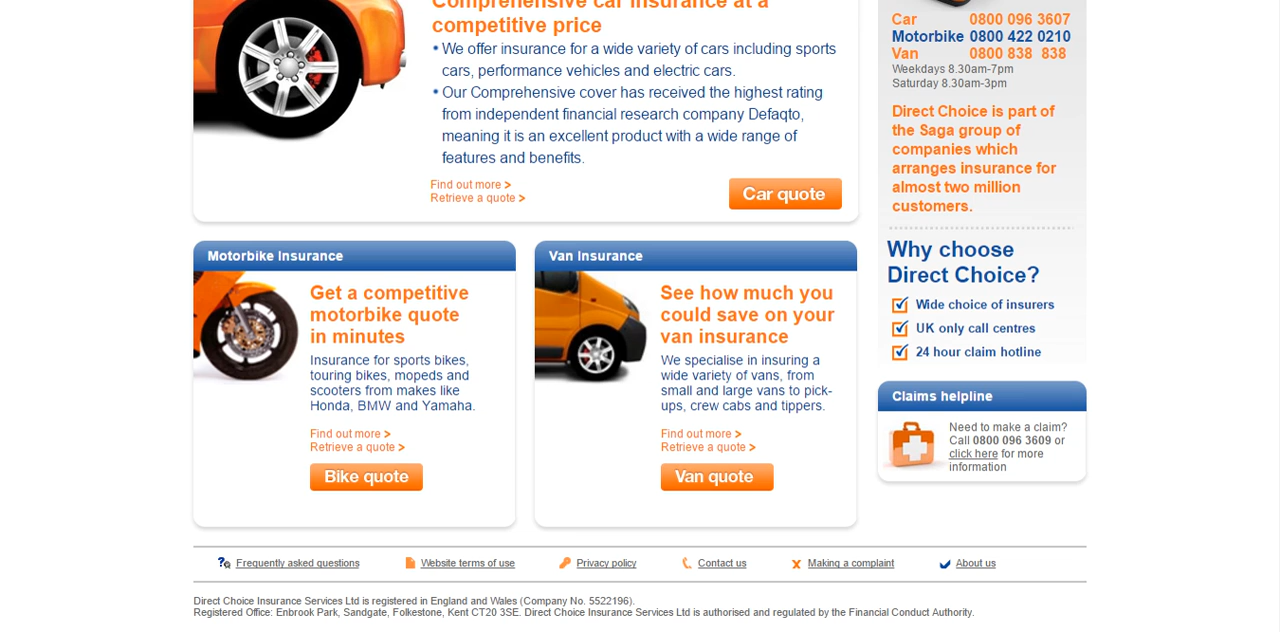 Comprehensive car insurance at a
competitive price
• We offer insurance for a wide variety of cars including sports
cars, performance vehicles and electric cars.
• Our Comprehensive cover has received the highest rating
from independent financial research company Defaqto,
meaning it is an excellent product with a wide range of
features and benefits.
Find out more >
Retrieve a quote >
Car quote
Motorbike Insurance
Get a competitive
motorbike quote
in minutes
Insurance for sports bikes,
touring bikes, mopeds and
scooters from makes like
Honda, BMW and Yamaha.
Find out more >
Retrieve a quote >
Bike quote
Van Insurance
See how much you
could save on your
van insurance
We specialise in insuring a
wide variety of vans, from
small and large vans to pick-
ups, crew cabs and tippers.
Find out more >
Retrieve a quote >
Van quote
Car 0800 096 3607
Motorbike 0800 422 0210
Van 0800 838 838
Weekdays 8.30am-7pm
Saturday 8.30am-3pm
Direct Choice is part of
the Saga group of
companies which
arranges insurance for
almost two million
customers.
Why choose
Direct Choice?
Wide choice of insurers
UK only call centres
24 hour claim hotline
Claims helpline
Need to make a claim?
Call 0800 096 3609 or
click here for more
information
Frequently asked questions
Website terms of use
Privacy policy
Contact us
Making a complaint
About us
Direct Choice Insurance Services Ltd is registered in England and Wales (Company No. 5522196).
Registered Office: Enbrook Park, Sandgate, Folkestone, Kent CT20 3SE. Direct Choice Insurance Services Ltd is authorised and regulated by the Financial Conduct Authority.